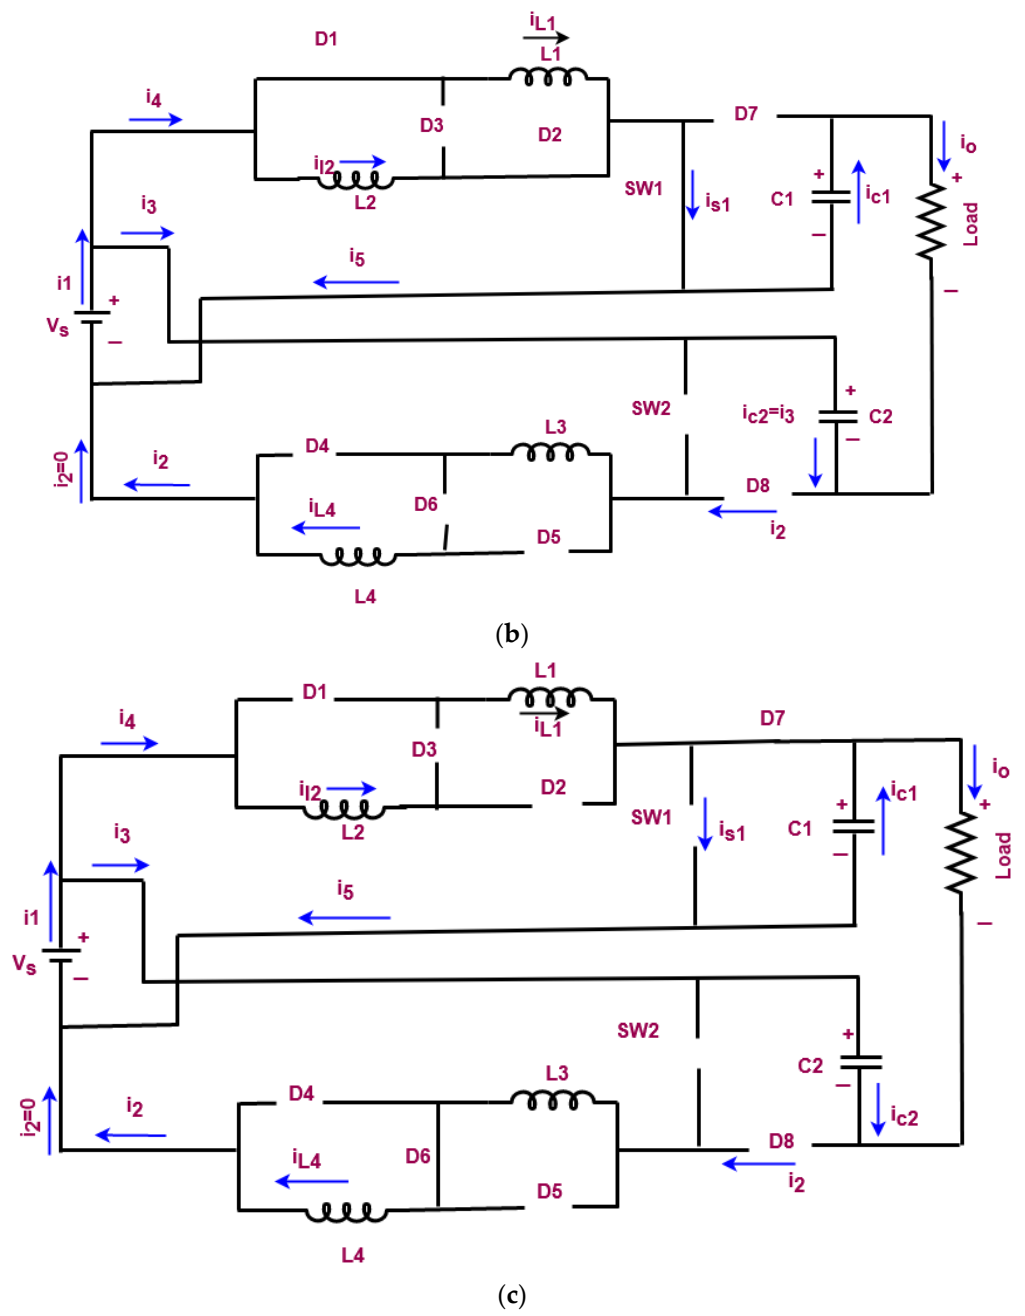 iL1
D1
L1
i4
D3
D2
D7
io
il2
L2
SW1
is1
C1
+
ic1
+
Load
i3
–
i5
–
i1
Vs
+
–
+
SW2
ic2=i3
C2
L3
–
D4
i2
i2=0
iL4
D6
D5
D8
i2
L4
(b)
L1
D1
iL1
D7
i4
D3
io
il2
D2
ic1
L2
SW1
is1
C1
+
+
i3
–
Load
i5
i1
–
Vs
+
–
SW2
+
C2
L3
–
D4
i2
i2=0
ic2
iL4
D6
D8
D5
i2
L4
(c)